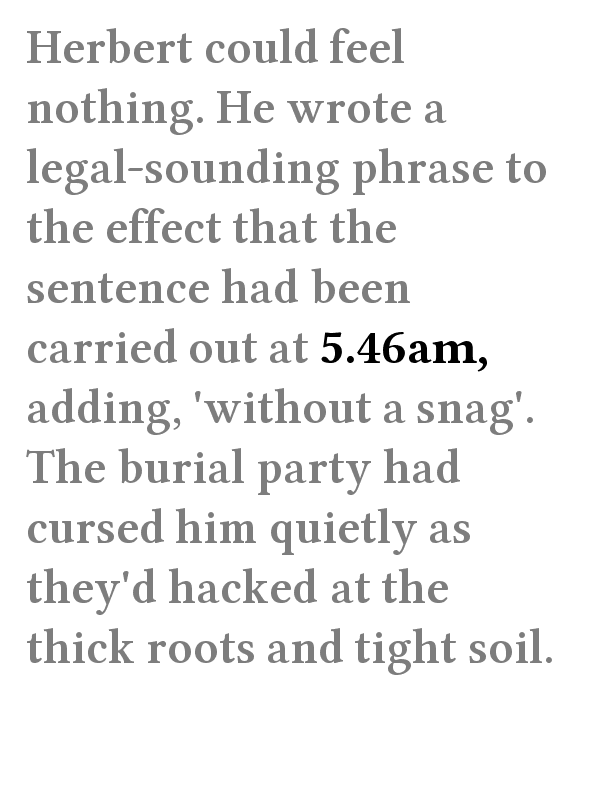 Herbert could feel
nothing. He wrote a
legal-sounding phrase to
the effect that the
sentence had been
carried out at 5.46am,
adding, 'without a snag'.
The burial party had
cursed him quietly as
they'd hacked at the
thick roots and tight soil.